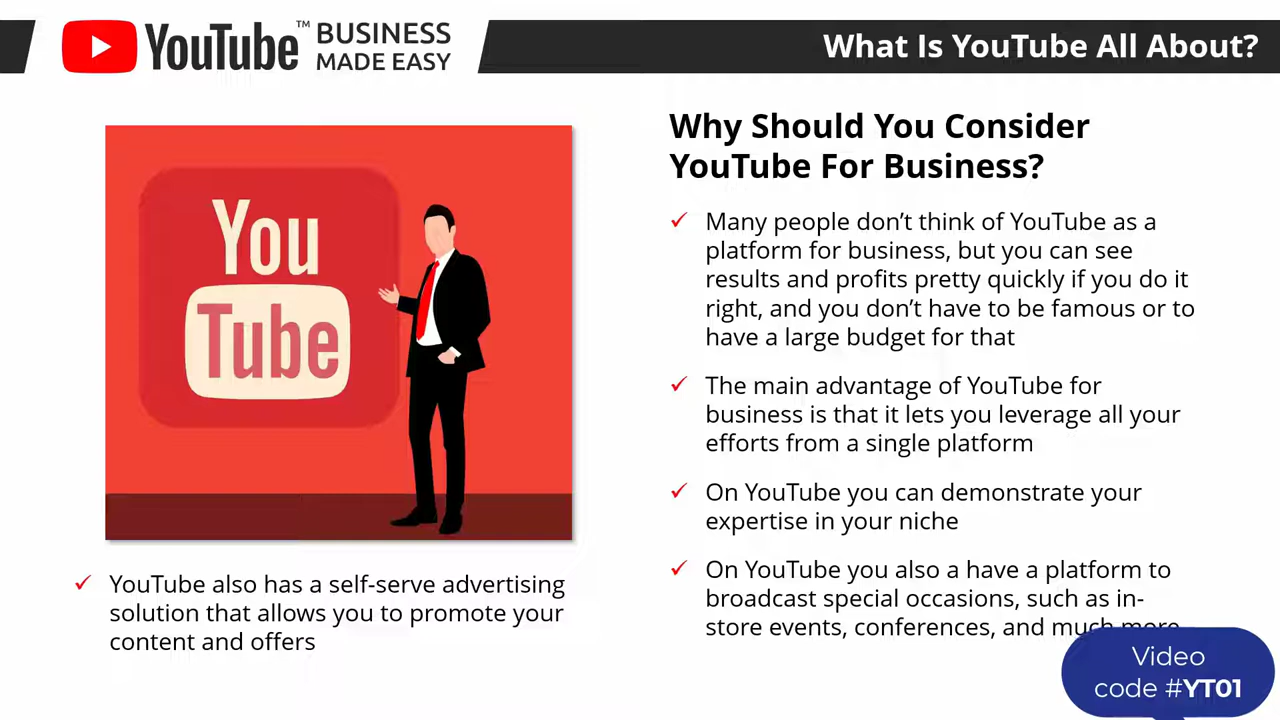 YouTube™ BUSINESS
MADE EASY
What Is YouTube All About?
You
Tube
✓ YouTube also has a self-serve advertising
solution that allows you to promote your
content and offers
Why Should You Consider
YouTube For Business?
✓ Many people don’t think of YouTube as a
platform for business, but you can see
results and profits pretty quickly if you do it
right, and you don’t have to be famous or to
have a large budget for that
✓ The main advantage of YouTube for
business is that it lets you leverage all your
efforts from a single platform
✓ On YouTube you can demonstrate your
expertise in your niche
✓ On YouTube you also a have a platform to
broadcast special occasions, such as in-
store events, conferences, and much more
Video
code #YT01